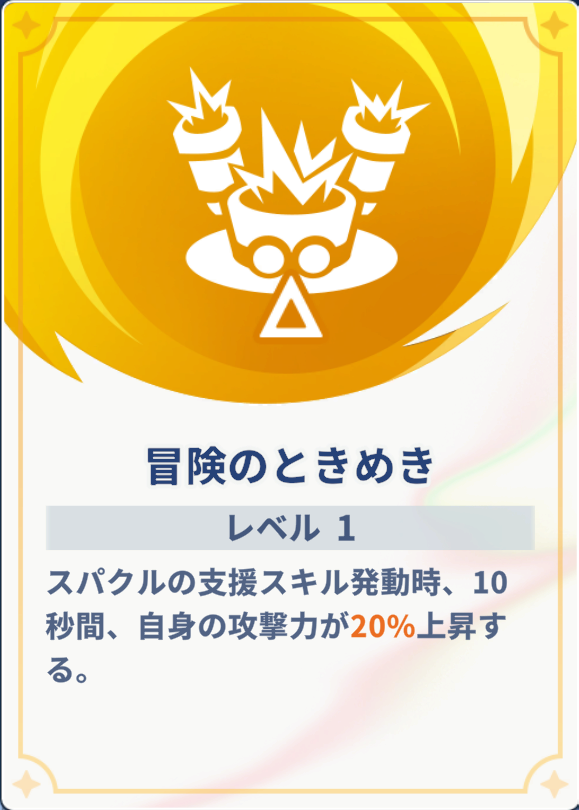 冒険のときめき
レベル 1
スパクルの支援スキル発動時、10
秒間、自身の攻撃力が20%上昇す
る。